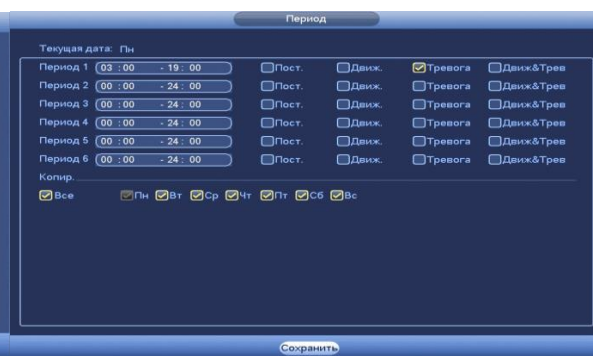 Период
Текущая дата: Пн
Период 1 03 :00 - 19: 00 Пост. Движ. Тревога Движ&Трев
Период 2 00 :00 - 24: 00 Пост. Движ. Тревога Движ&Трев
Период 3 00 :00 - 24: 00 Пост. Движ. Тревога Движ&Трев
Период 4 00 :00 - 24: 00 Пост. Движ. Тревога Движ&Трев
Период 5 00 :00 - 24: 00 Пост. Движ. Тревога Движ&Трев
Период 6 00 :00 - 24: 00 Пост. Движ. Тревога Движ&Трев
Копир.
Все Пн Вт Ср Чт Пт Сб Вс
Сохранить